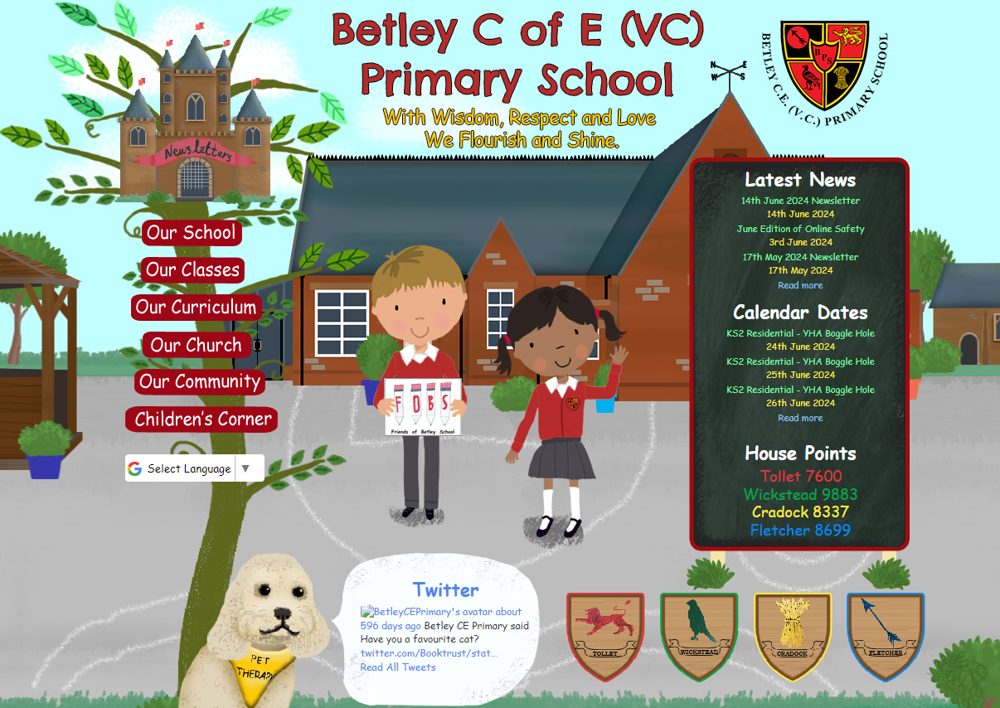 Betley C of E (VC)
Primary School
With Wisdom, Respect and Love
We Flourish and Shine.
N E
W S
BETLEY C.E. (V.C.) PRIMARY SCHOOL
BPS
Newsletters
Our School
Our Classes
Our Curriculum
Our Church
Our Community
Children's Corner
Select Language ▼
FOBS
Friends of Betley School
Latest News
14th June 2024 Newsletter
14th June 2024
June Edition of Online Safety
3rd June 2024
17th May 2024 Newsletter
17th May 2024
Read more
Calendar Dates
KS2 Residential - YHA Boggle Hole
24th June 2024
KS2 Residential - YHA Boggle Hole
25th June 2024
KS2 Residential - YHA Boggle Hole
26th June 2024
Read more
House Points
Tollet 7600
Wickstead 9883
Cradock 8337
Fletcher 8699
PET
THERAPY
Twitter
BetleyCEPrimary's avatar about
596 days ago Betley CE Primary said
Have you a favourite cat?
twitter.com/Booktrust/stat...
Read All Tweets
TOLLET
WICKSTEAD
CRADOCK
FLETCHER